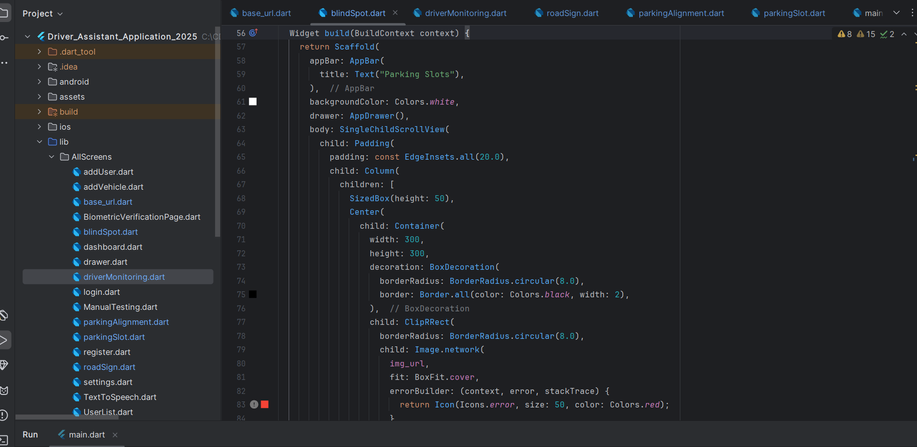 Project
base_url.dart
blindSpot.dart
driverMonitoring.dart
roadSign.dart
parkingAlignment.dart
parkingSlot.dart
main
Driver_Assistant_Application_2025
.dart_tool
.idea
android
assets
build
ios
lib
AllScreens
addUser.dart
addVehicle.dart
base_url.dart
BiometricVerificationPage.dart
blindSpot.dart
dashboard.dart
drawer.dart
driverMonitoring.dart
login.dart
ManualTesting.dart
parkingAlignment.dart
parkingSlot.dart
register.dart
roadSign.dart
settings.dart
TextToSpeech.dart
UserList.dart
8 15 2
56 Widget build(BuildContext context) {
57 return Scaffold(
58 appBar: AppBar(
59 title: Text("Parking Slots"),
60 ), // AppBar
61 backgroundColor: Colors.white,
62 drawer: AppDrawer(),
63 body: SingleChildScrollView(
64 child: Padding(
65 padding: const EdgeInsets.all(20.0),
66 child: Column(
67 children: [
68 SizedBox(height: 50),
69 Center(
70 child: Container(
71 width: 300,
72 height: 300,
73 decoration: BoxDecoration(
74 borderRadius: BorderRadius.circular(8.0),
75 border: Border.all(color: Colors.black, width: 2),
76 ), // BoxDecoration
77 child: ClipRRect(
78 borderRadius: BorderRadius.circular(8.0),
79 child: Image.network(
80 img_url,
81 fit: BoxFit.cover,
82 errorBuilder: (context, error, stackTrace) {
83 return Icon(Icons.error, size: 50, color: Colors.red);
}
Run
main.dart